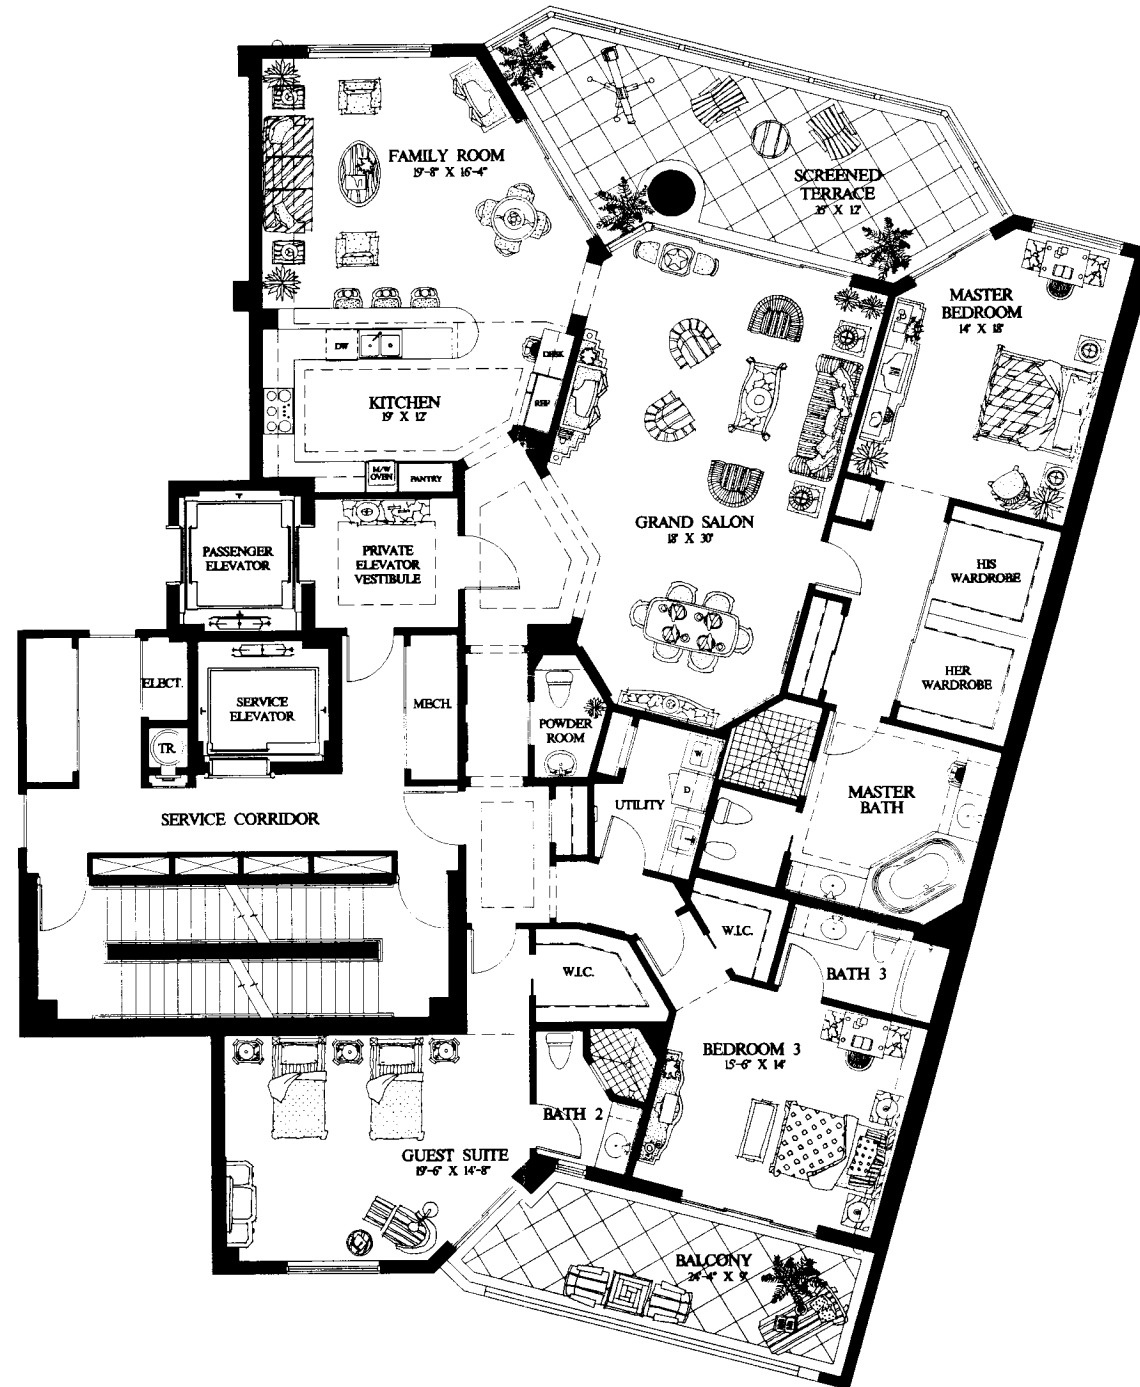 FAMILY ROOM
19'-8" X 16'-4"
SCREENED
TERRACE
26' X 12'
MASTER
BEDROOM
14' X 18'
DW
DESK
REF
KITCHEN
19' X 12'
M/W
OVEN
PANTRY
GRAND SALON
18' X 30'
PASSENGER
ELEVATOR
PRIVATE
ELEVATOR
VESTIBULE
HIS
WARDROBE
HER
WARDROBE
ELECT.
SERVICE
ELEVATOR
MECH.
TR.
POWDER
ROOM
W
D
UTILITY
MASTER
BATH
SERVICE CORRIDOR
W.I.C.
W.I.C.
BATH 3
BEDROOM 3
15'-6" X 14'
BATH 2
GUEST SUITE
19'-6" X 14'-8"
BALCONY
24'-4" X 9'